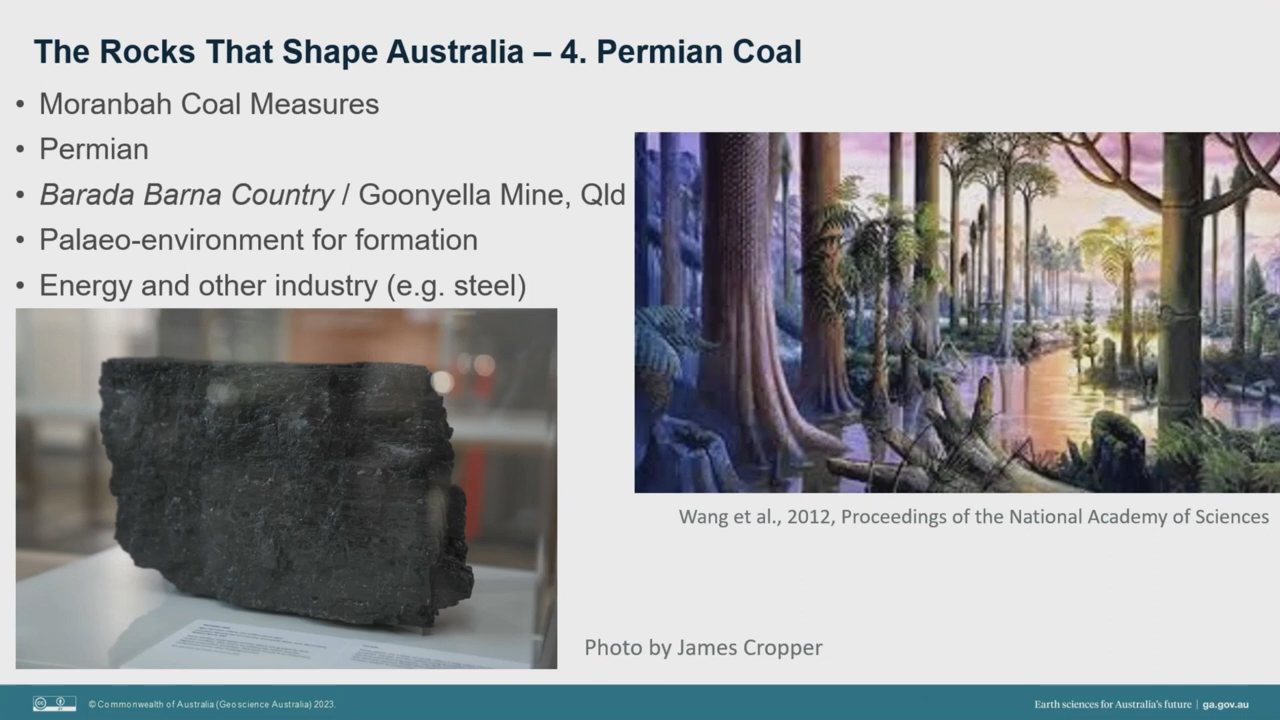 The Rocks That Shape Australia – 4. Permian Coal
• Moranbah Coal Measures
• Permian
• Barada Barna Country / Goonyella Mine, Qld
• Palaeo-environment for formation
• Energy and other industry (e.g. steel)
Wang et al., 2012, Proceedings of the National Academy of Sciences
Photo by James Cropper
© Commonwealth of Australia (Geoscience Australia) 2023.
Earth sciences for Australia's future | ga.gov.au